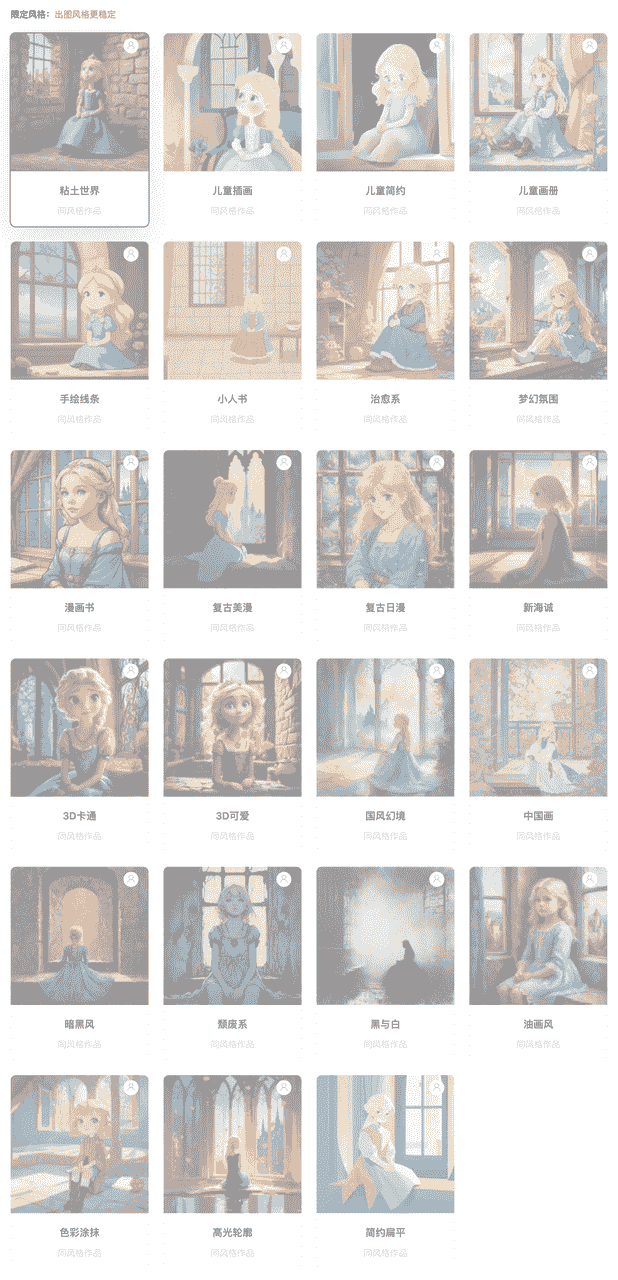 限定风格：出图风格更稳定
粘土世界 儿童插画 儿童简约 儿童画册
同风格作品 同风格作品 同风格作品 同风格作品
手绘线条 小人书 治愈系 梦幻氛围
同风格作品 同风格作品 同风格作品 同风格作品
漫画书 复古美漫 复古日漫 新海诚
同风格作品 同风格作品 同风格作品 同风格作品
3D卡通 3D可爱 国风幻境 中国画
同风格作品 同风格作品 同风格作品 同风格作品
暗黑风 颓废系 黑与白 油画风
同风格作品 同风格作品 同风格作品 同风格作品
色彩涂抹 高光轮廓 简约扁平
同风格作品 同风格作品 同风格作品